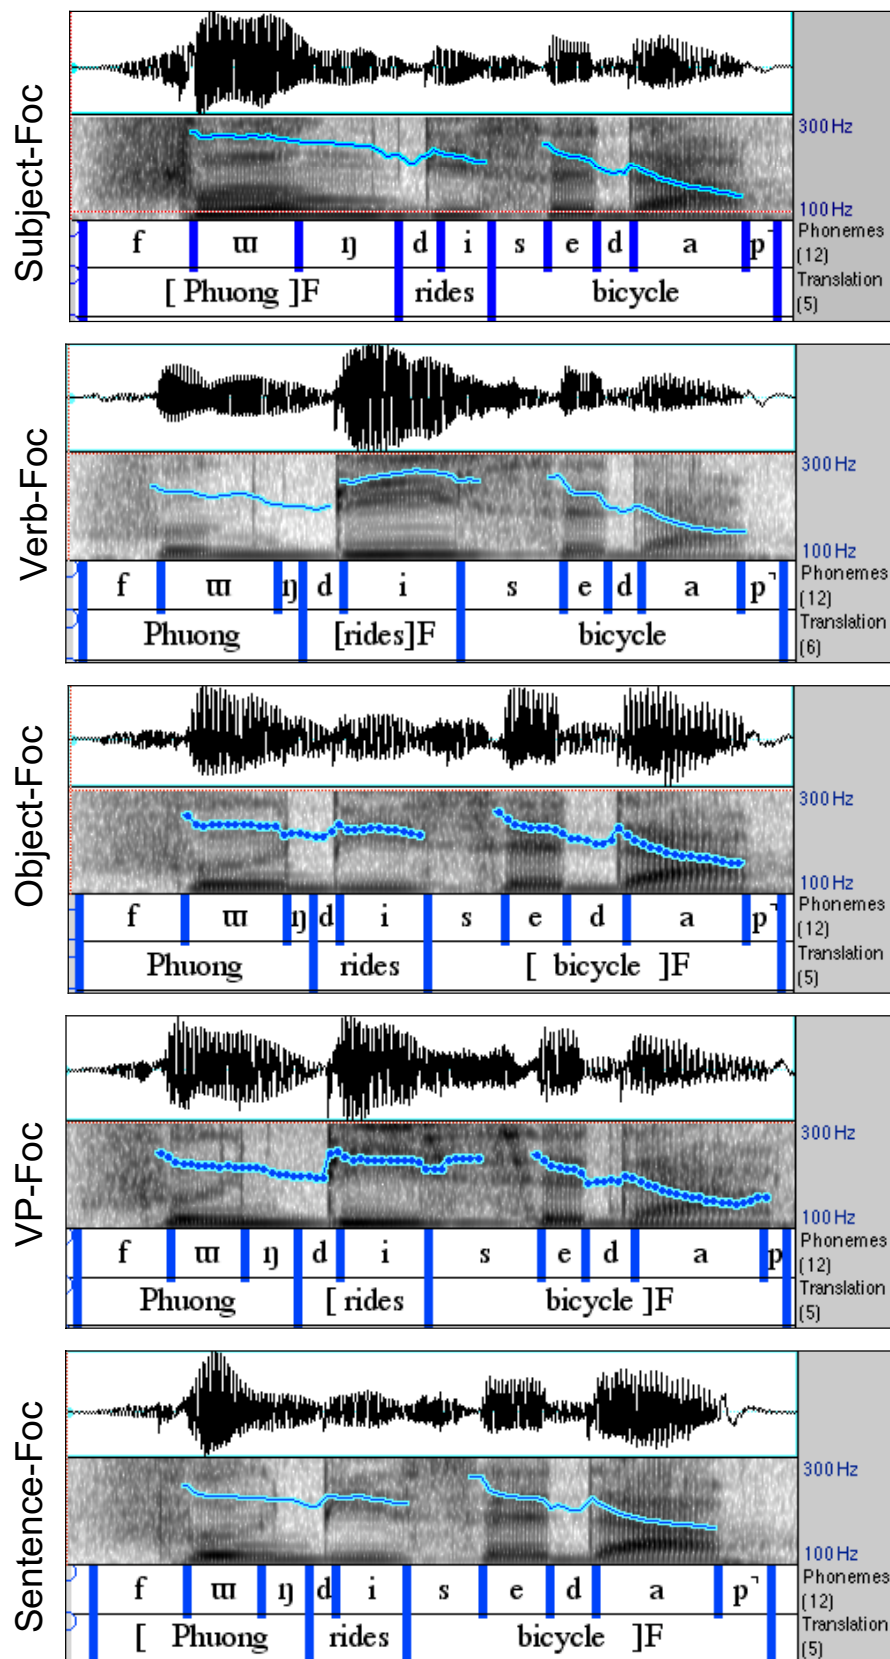 Subject-Foc
300 Hz
100 Hz
f ɯ ŋ d i s e d a p̚
Phonemes
(12)
[ Phuong ]F rides bicycle
Translation
(5)
Verb-Foc
300 Hz
100 Hz
f ɯ ŋ d i s e d a p̚
Phonemes
(12)
Phuong [rides]F bicycle
Translation
(6)
Object-Foc
300 Hz
100 Hz
f ɯ ŋ d i s e d a p̚
Phonemes
(12)
Phuong rides [ bicycle ]F
Translation
(5)
VP-Foc
300 Hz
100 Hz
f ɯ ŋ d i s e d a p
Phonemes
(12)
Phuong [ rides bicycle ]F
Translation
(5)
Sentence-Foc
300 Hz
100 Hz
f ɯ ŋ d i s e d a p̚
Phonemes
(12)
[ Phuong rides bicycle ]F
Translation
(5)